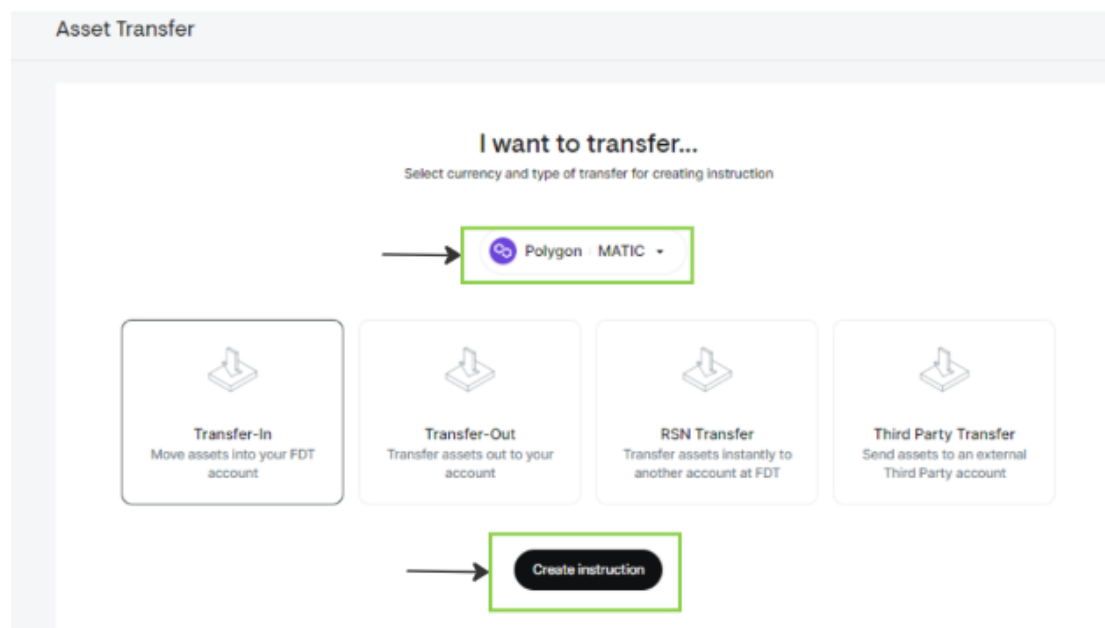 Asset Transfer
I want to transfer...
Select currency and type of transfer for creating instruction
Polygon MATIC
Transfer-In
Move assets into your FDT
account
Transfer-Out
Transfer assets out to your
account
RSN Transfer
Transfer assets instantly to
another account at FDT
Third Party Transfer
Send assets to an external
Third Party account
Create instruction